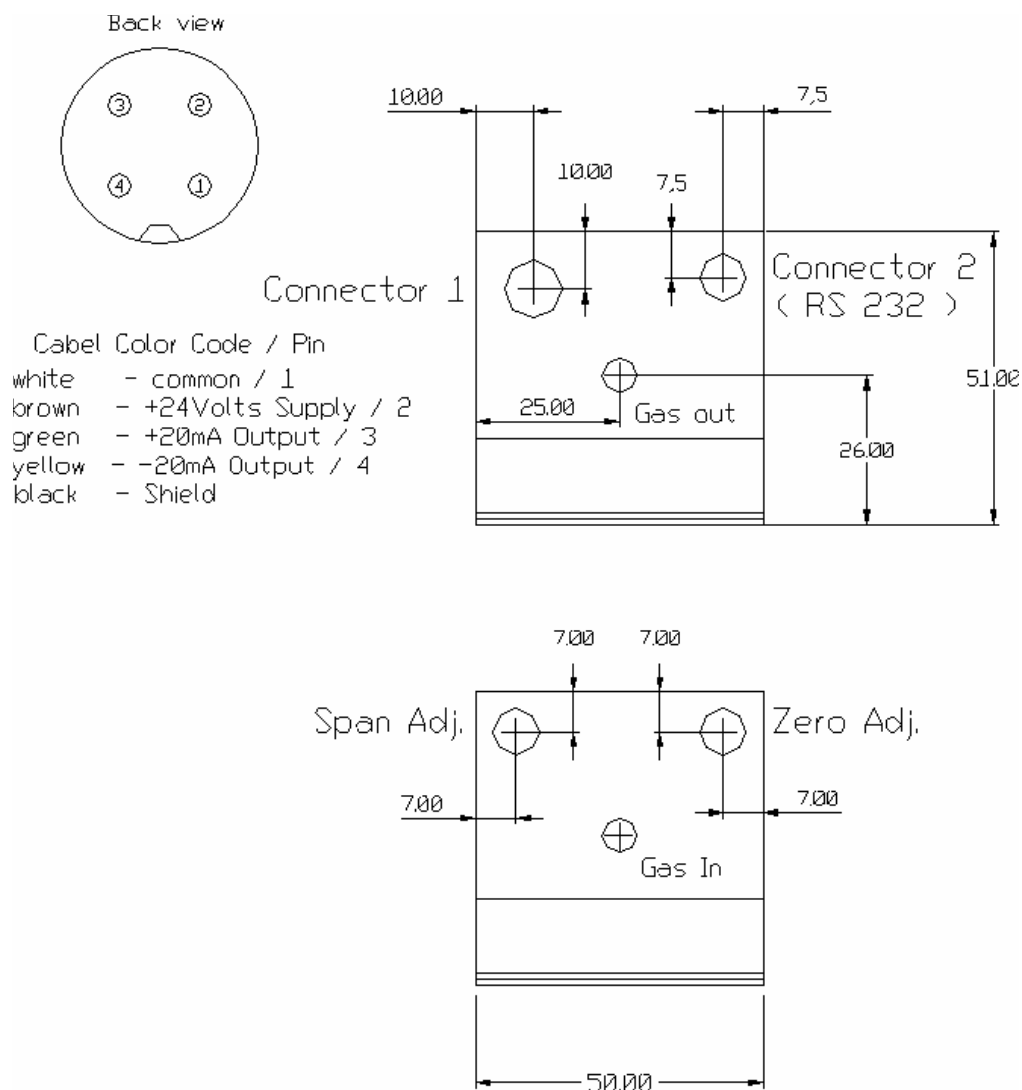 Back view
3
2
4
1
10.00
7,5
10.00
7,5
Connector 1
Connector 2
( RS 232 )
Cabel Color Code / Pin
white - common / 1
brown - +24Volts Supply / 2
green - +20mA Output / 3
yellow - -20mA Output / 4
black - Shield
25.00
Gas out
51.00
26.00
7.00
7.00
Span Adj.
Zero Adj.
7.00
7.00
Gas In
50.00